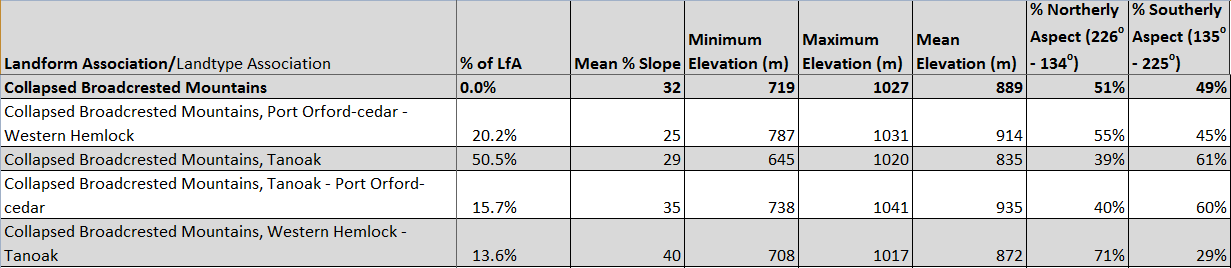 Landform Association/Landtype Association % of LfA Mean % Slope Minimum Elevation (m) Maximum Elevation (m) Mean Elevation (m) % Northerly Aspect (226⁰ - 134⁰) % Southerly Aspect (135⁰ - 225⁰)
Collapsed Broadcrested Mountains 0.0% 32 719 1027 889 51% 49%
Collapsed Broadcrested Mountains, Port Orford-cedar -
Western Hemlock 20.2% 25 787 1031 914 55% 45%
Collapsed Broadcrested Mountains, Tanoak 50.5% 29 645 1020 835 39% 61%
Collapsed Broadcrested Mountains, Tanoak - Port Orford-
cedar 15.7% 35 738 1041 935 40% 60%
Collapsed Broadcrested Mountains, Western Hemlock -
Tanoak 13.6% 40 708 1017 872 71% 29%